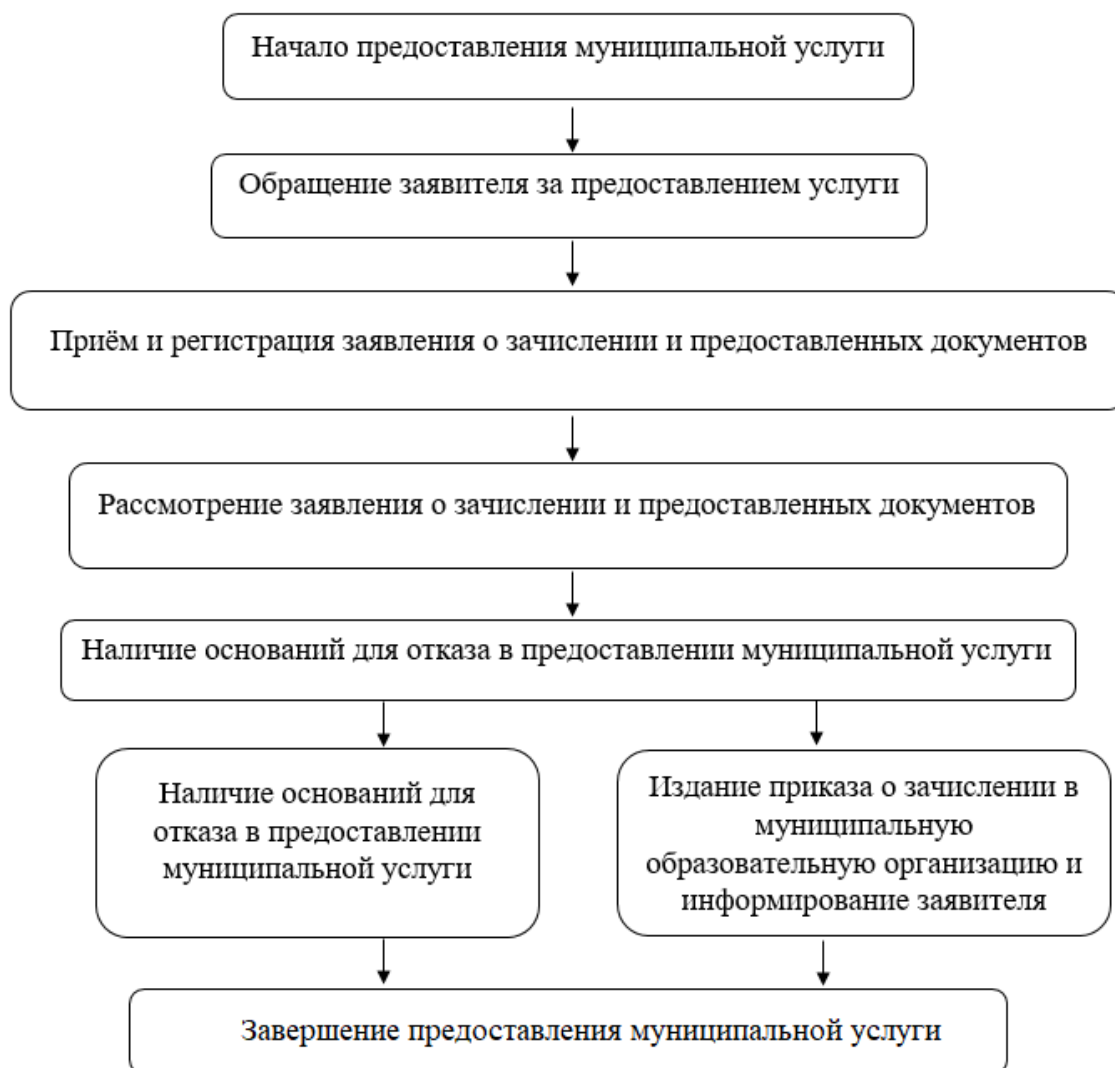 Начало предоставления муниципальной услуги
Обращение заявителя за предоставлением услуги
Приём и регистрация заявления о зачислении и предоставленных документов
Рассмотрение заявления о зачислении и предоставленных документов
Наличие оснований для отказа в предоставлении муниципальной услуги
Наличие оснований для
отказа в предоставлении
муниципальной услуги
Издание приказа о зачислении в
муниципальную
образовательную организацию и
информирование заявителя
Завершение предоставления муниципальной услуги